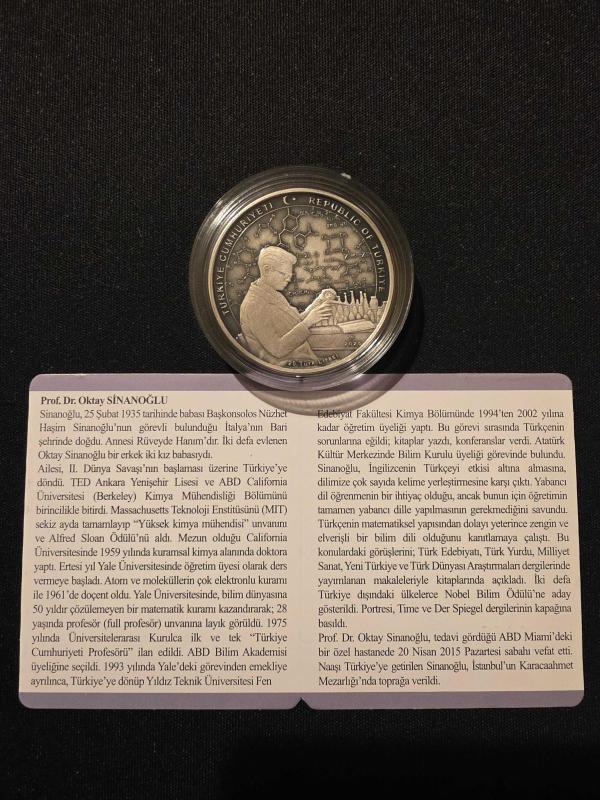 TÜRKİYE CUMHURİYETİ REPUBLIC OF TÜRKİYE
Prof. Dr. Oktay SİNANOĞLU
Sinanoğlu, 25 Şubat 1935 tarihinde babası Başkonsolos Nüzhet
Haşim Sinanoğlu’nun görevli bulunduğu İtalya’nın Bari
şehrinde doğdu. Annesi Rüveyde Hanım’dır. İki defa evlenen
Oktay Sinanoğlu bir erkek iki kız babasıydı.
Ailesi, II. Dünya Savaşı’nın başlaması üzerine Türkiye’ye
döndü. TED Ankara Yenişehir Lisesi ve ABD California
Üniversitesi (Berkeley) Kimya Mühendisliği Bölümünü
birincilikle bitirdi. Massachusetts Teknoloji Enstitüsünü (MIT)
sekiz ayda tamamlayıp “Yüksek kimya mühendisi” unvanını
ve Alfred Sloan Ödülü’nü aldı. Mezun olduğu California
Üniversitesinde 1959 yılında kuramsal kimya alanında doktora
yaptı. Ertesi yıl Yale Üniversitesinde öğretim üyesi olarak ders
vermeye başladı. Atom ve moleküllerin çok elektronlu kuramı
ile 1961’de doçent oldu. Yale Üniversitesinde, bilim dünyasına
50 yıldır çözülemeyen bir matematik kuramı kazandırarak; 28
yaşında profesör (full profesör) unvanına layık görüldü. 1975
yılında Üniversitelerarası Kurulca ilk ve tek “Türkiye
Cumhuriyeti Profesörü” ilan edildi. ABD Bilim Akademisi
üyeliğine seçildi. 1993 yılında Yale’deki görevinden emekliye
ayrılınca, Türkiye’ye dönüp Yıldız Teknik Üniversitesi Fen
Edebiyat Fakültesi Kimya Bölümünde 1994’ten 2002 yılına
kadar öğretim üyeliği yaptı. Bu görevi sırasında Türkçenin
sorunlarına eğildi; kitaplar yazdı, konferanslar verdi. Atatürk
Kültür Merkezinde Bilim Kurulu üyeliği görevinde bulundu.
Sinanoğlu, İngilizcenin Türkçeyi etkisi altına almasına,
dilimize çok sayıda kelime yerleştirmesine karşı çıktı. Yabancı
dil öğrenmenin bir ihtiyaç olduğu, ancak bunun için öğretimin
tamamen yabancı dille yapılmasının gerekmediğini savundu.
Türkçenin matematiksel yapısından dolayı yeterince zengin ve
elverişli bir bilim dili olduğunu kanıtlamaya çalıştı. Bu
konulardaki görüşlerini; Türk Edebiyatı, Türk Yurdu, Milliyet
Sanat, Yeni Türkiye ve Türk Dünyası Araştırmaları dergilerinde
yayımlanan makaleleriyle kitaplarında açıkladı. İki defa
Türkiye dışındaki ülkelerce Nobel Bilim Ödülü’ne aday
gösterildi. Portresi, Time ve Der Spiegel dergilerinin kapağına
basıldı.
Prof. Dr. Oktay Sinanoğlu, tedavi gördüğü ABD Miami’deki
bir özel hastanede 20 Nisan 2015 Pazartesi sabahı vefat etti.
Naaşı Türkiye’ye getirilen Sinanoğlu, İstanbul’un Karacaahmet
Mezarlığı’nda toprağa verildi.